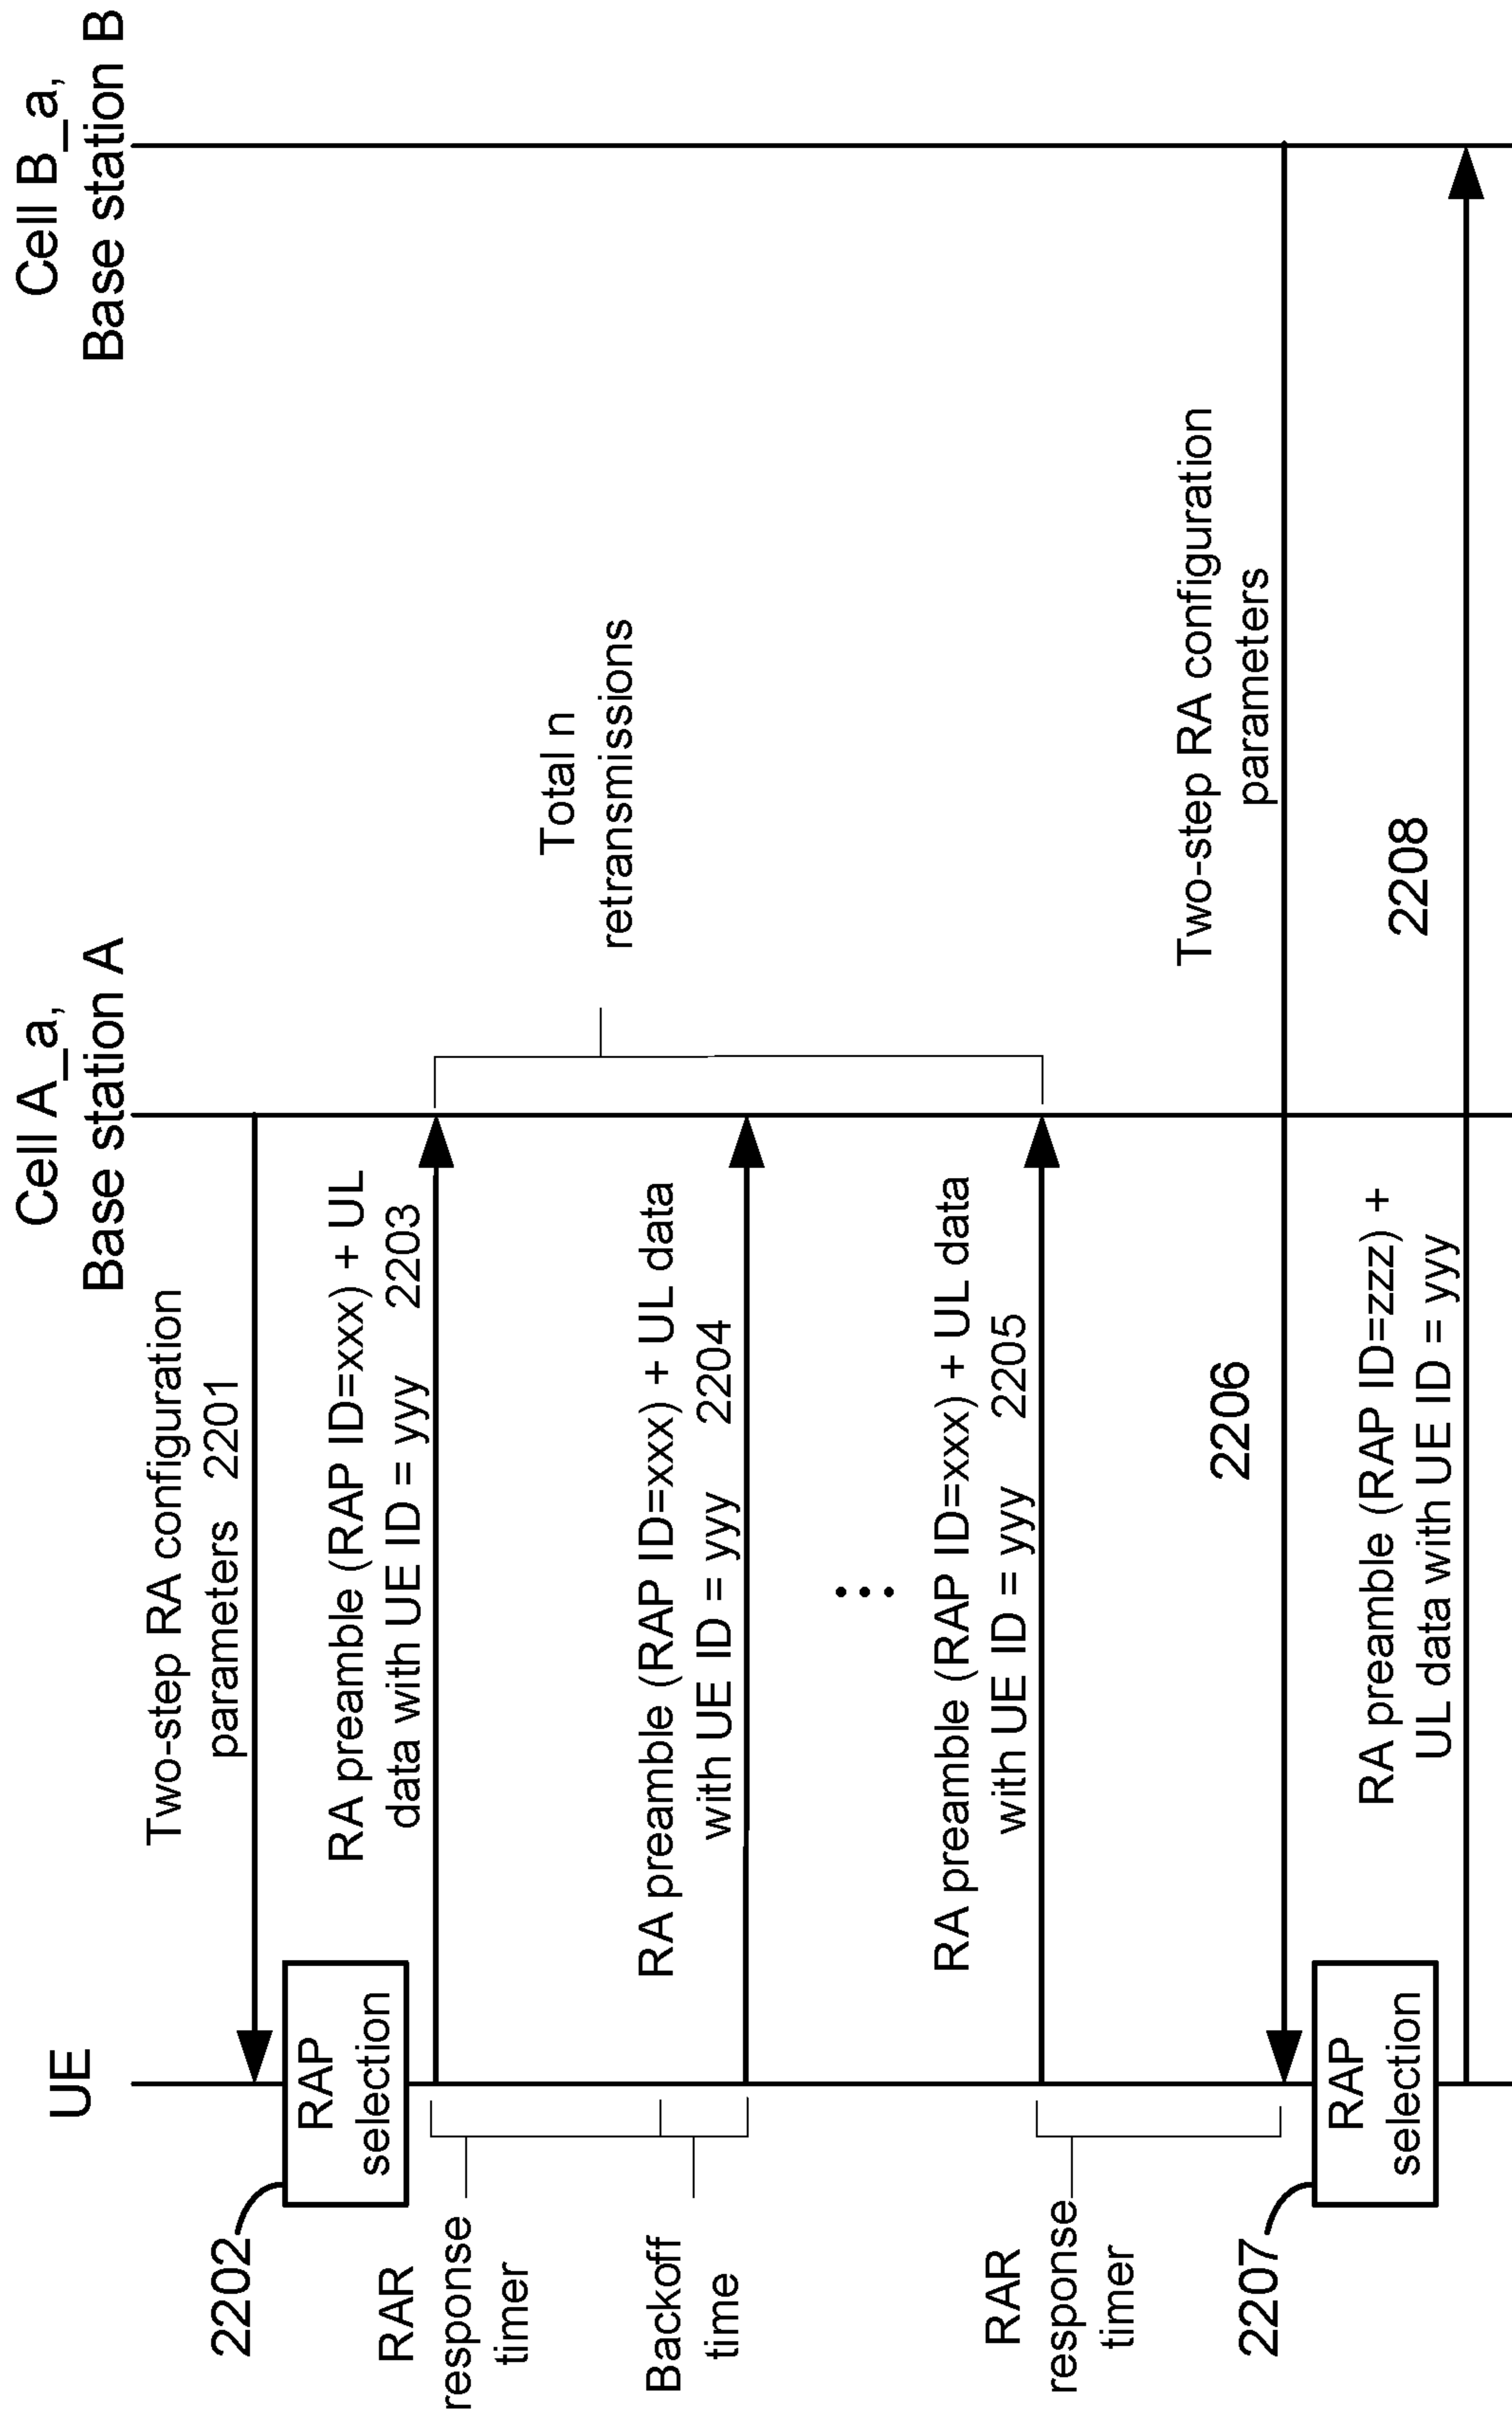 UE
Cell A_a,
Base station A
Cell B_a,
Base station B
Two-step RA configuration
parameters 2201
2202
RAP
selection
RA preamble (RAP ID=xxx) + UL
data with UE ID = yyy 2203
RAR
response
timer
Total n
retransmissions
Backoff
time
RA preamble (RAP ID=xxx) + UL data
with UE ID = yyy 2204
RA preamble (RAP ID=xxx) + UL data
with UE ID = yyy 2205
RAR
response
timer
Two-step RA configuration
parameters
2206
2207
RAP
selection
RA preamble (RAP ID=zzz) +
UL data with UE ID = yyy
2208